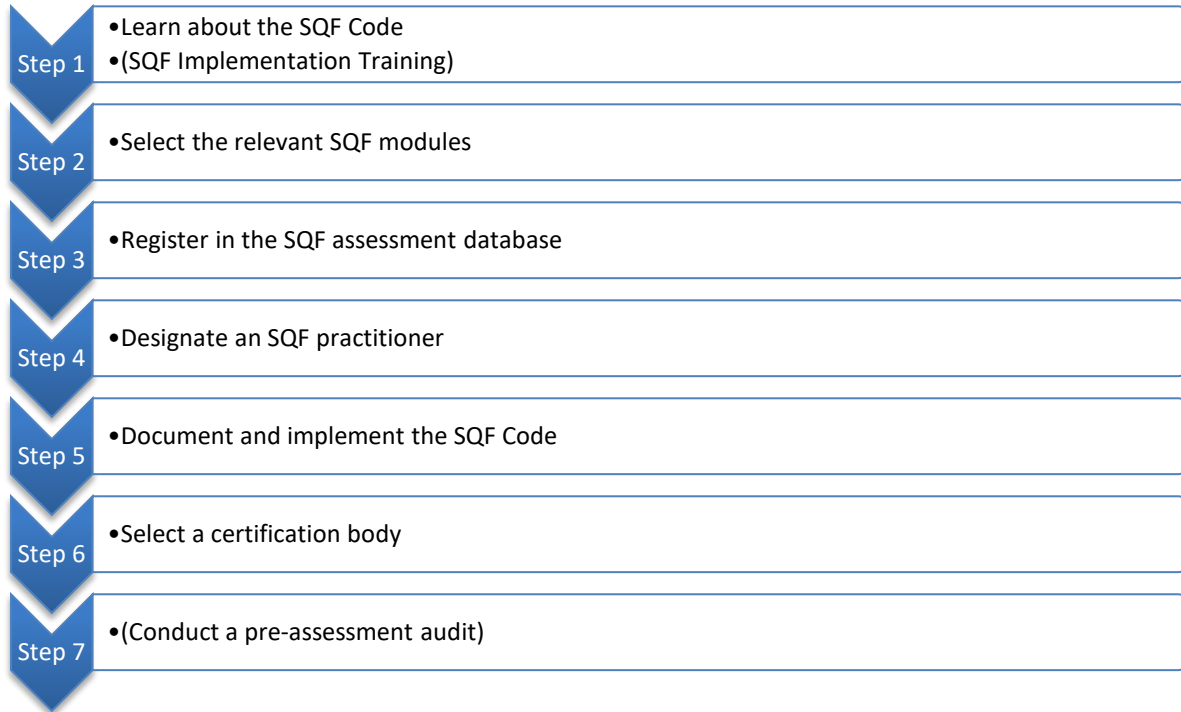 Step 1
•Learn about the SQF Code
•(SQF Implementation Training)
Step 2
•Select the relevant SQF modules
Step 3
•Register in the SQF assessment database
Step 4
•Designate an SQF practitioner
Step 5
•Document and implement the SQF Code
Step 6
•Select a certification body
Step 7
•(Conduct a pre-assessment audit)